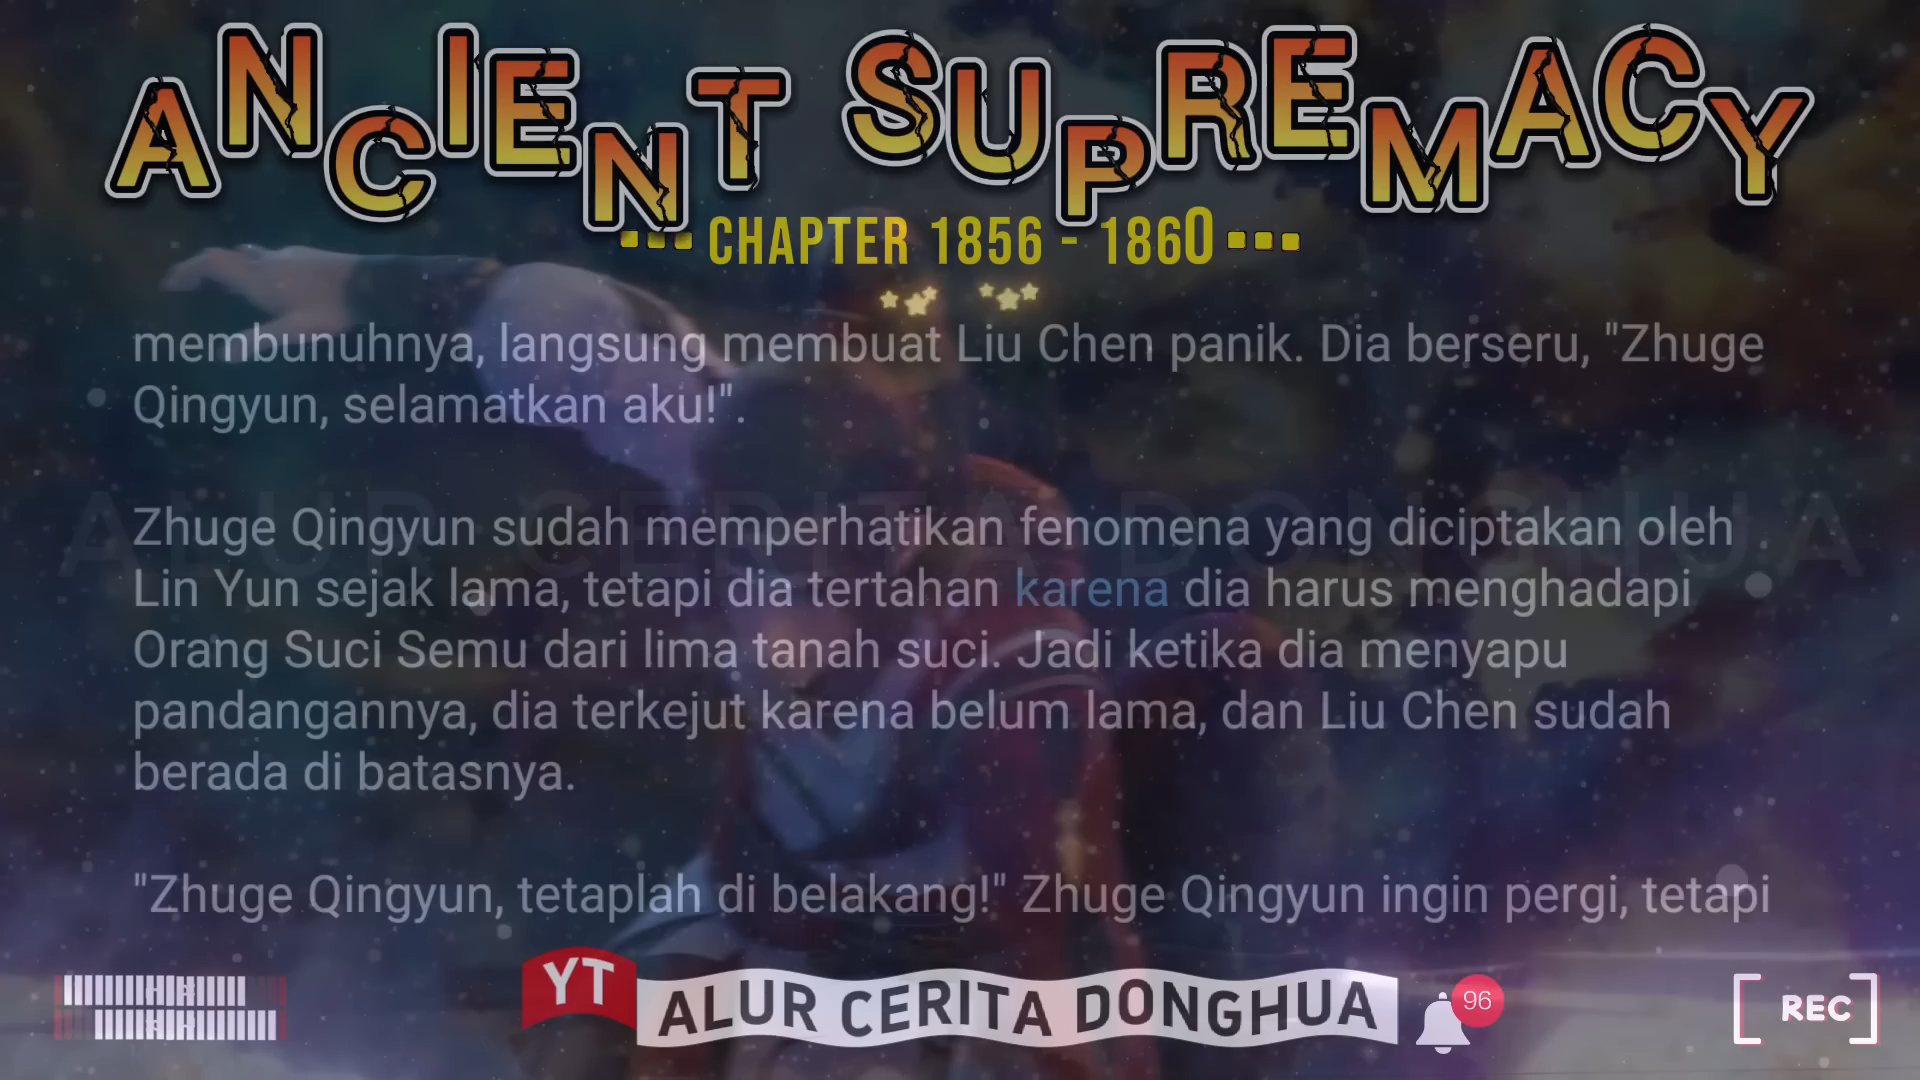 ANCIENT SUPREMACY
CHAPTER 1856 - 1860
membunuhnya, langsung membuat Liu Chen panik. Dia berseru, "Zhuge
Qingyun, selamatkan aku!".
ALUR CERITA DONGHUA
Zhuge Qingyun sudah memperhatikan fenomena yang diciptakan oleh
Lin Yun sejak lama, tetapi dia tertahan karena dia harus menghadapi
Orang Suci Semu dari lima tanah suci. Jadi ketika dia menyapu
pandangannya, dia terkejut karena belum lama, dan Liu Chen sudah
berada di batasnya.
"Zhuge Qingyun, tetaplah di belakang!" Zhuge Qingyun ingin pergi, tetapi
YT ALUR CERITA DONGHUA
96
REC